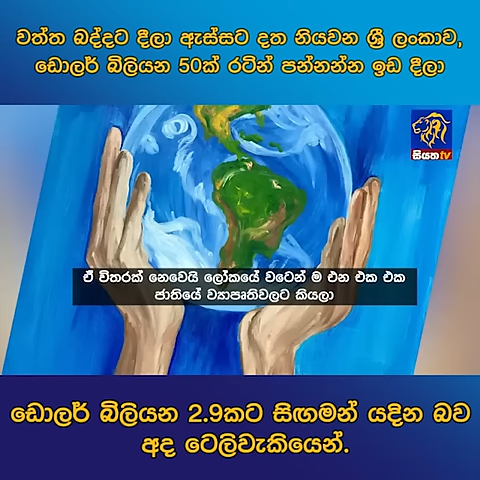 වත්ත බද්දට දීලා ඇස්සට දත නියවන ශ්‍රී ලංකාව,
ඩොලර් බිලියන 50ක් රටින් පන්නන්න ඉඩ දීලා
සියත tv
ඒ විතරක් නෙවෙයි ලෝකයේ වටෙන් ම එන එක එක
ජාතියේ ව්‍යාපෘතිවලට කියලා
ඩොලර් බිලියන 2.9කට සිඟමන් යදින බව
අද ටෙලිවැකියෙන්.